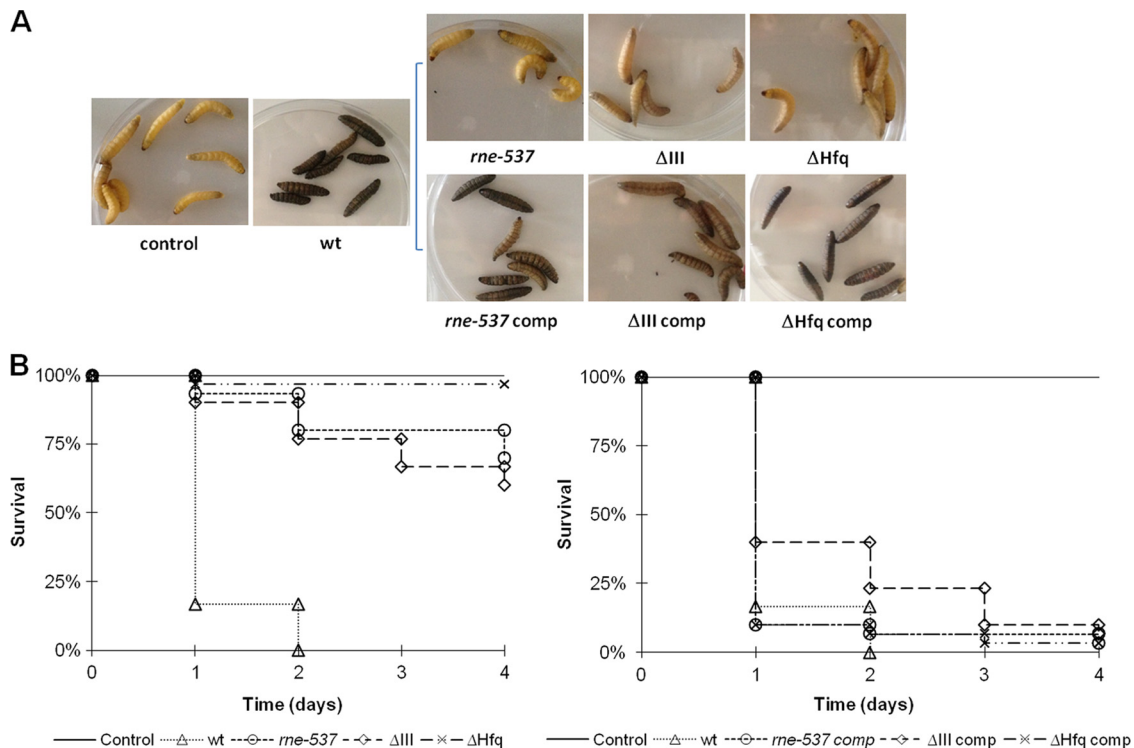 A
control
wt
rne-537
ΔIII
ΔHfq
rne-537 comp
ΔIII comp
ΔHfq comp
B
100%
75%
50%
25%
0%
Survival
0 1 2 3 4
Time (days)
Control wt rne-537 ΔIII ΔHfq
100%
75%
50%
25%
0%
Survival
0 1 2 3 4
Time (days)
Control wt rne-537 comp ΔIII comp ΔHfq comp